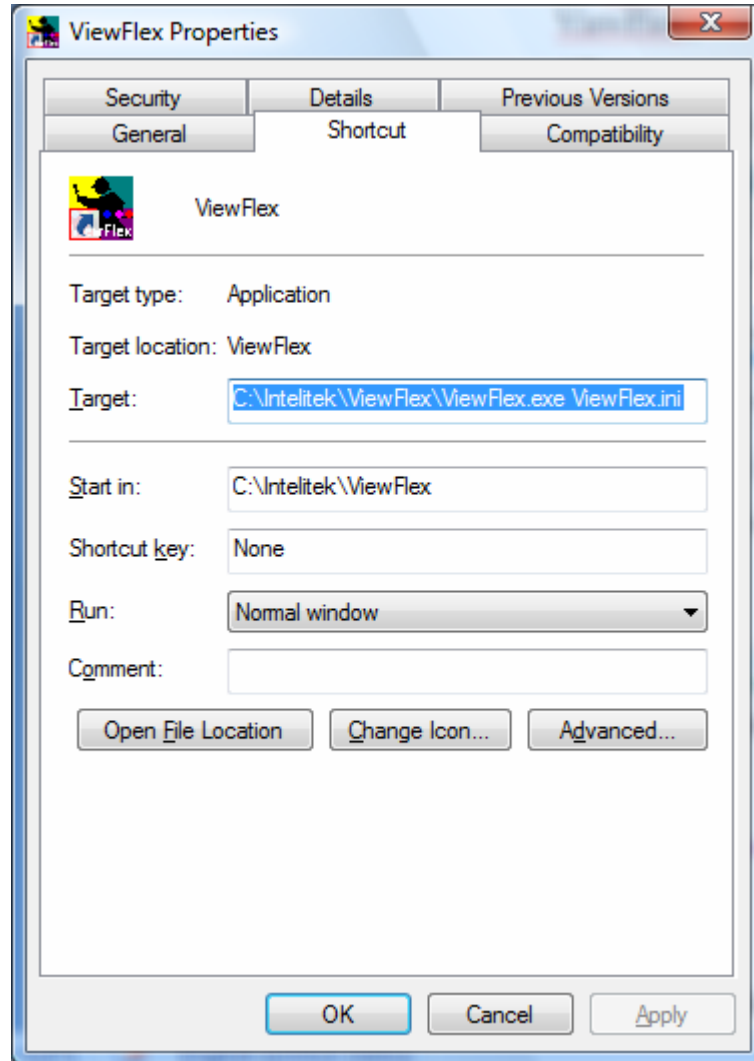 ViewFlex Properties
Security Details Previous Versions
General Shortcut Compatibility
ViewFlex
Target type: Application
Target location: ViewFlex
Target: C:\Intelitek\ViewFlex\ViewFlex.exe ViewFlex.ini
Start in: C:\Intelitek\ViewFlex
Shortcut key: None
Run: Normal window
Comment:
Open File Location Change Icon... Advanced...
OK Cancel Apply